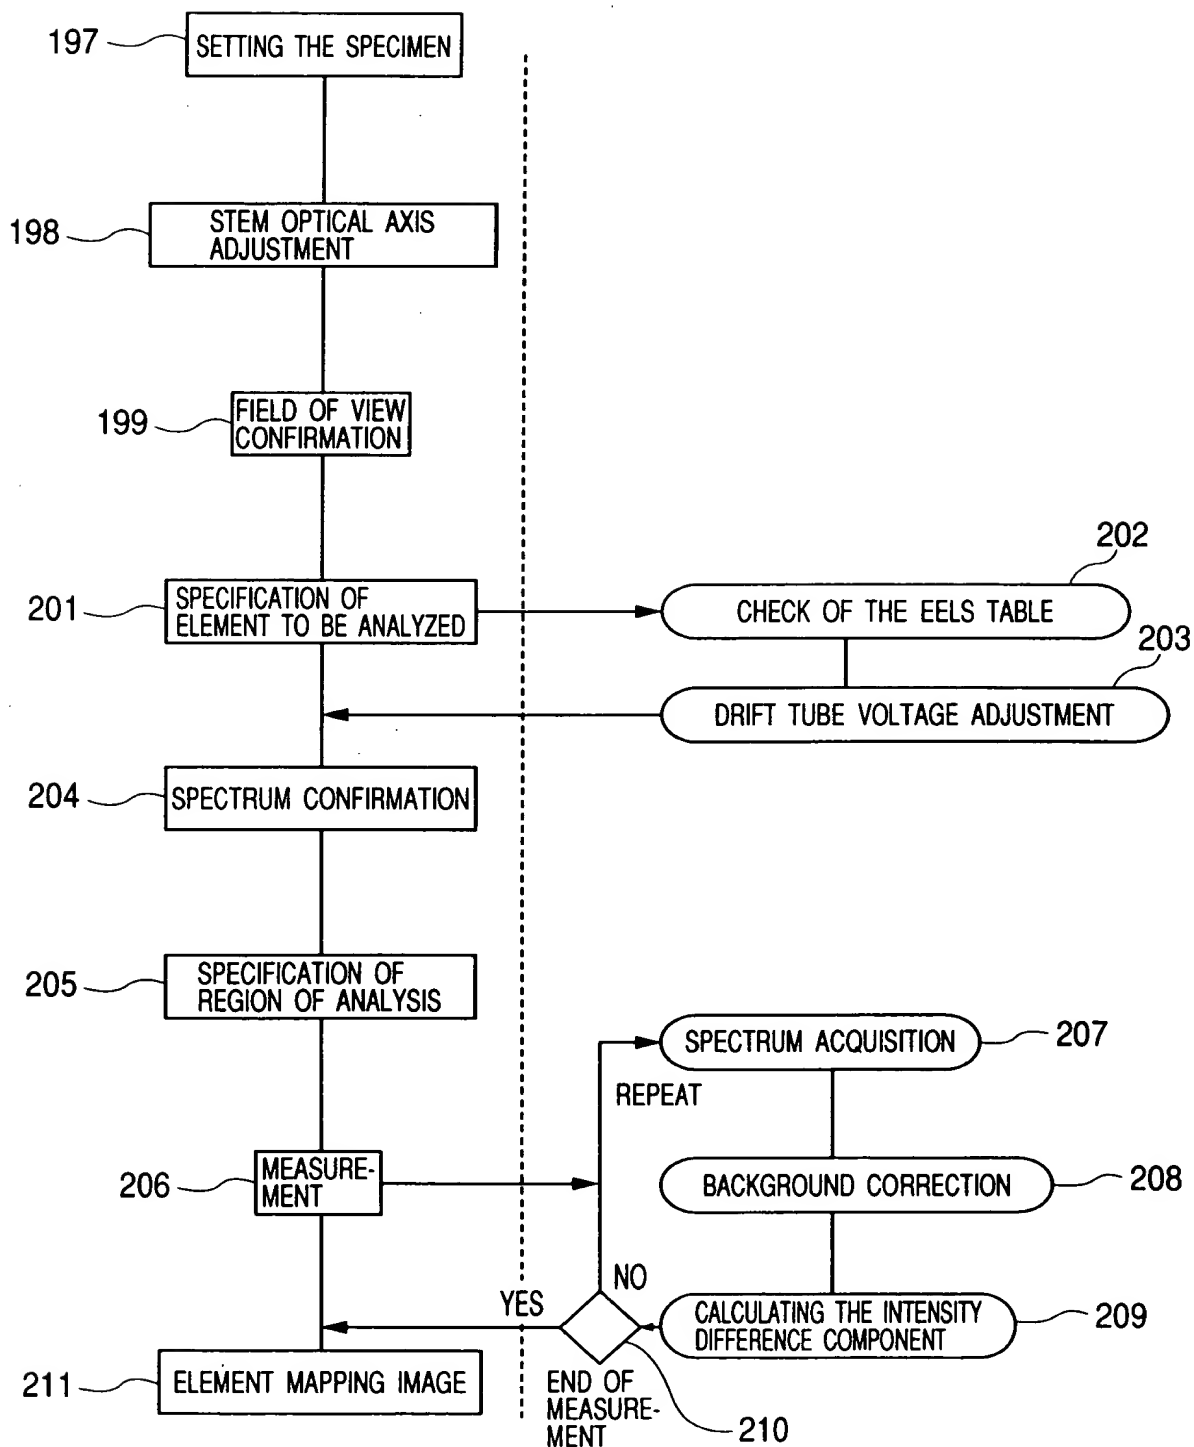 197
SETTING THE SPECIMEN
198
STEM OPTICAL AXIS
ADJUSTMENT
199
FIELD OF VIEW
CONFIRMATION
201
SPECIFICATION OF
ELEMENT TO BE ANALYZED
202
CHECK OF THE EELS TABLE
203
DRIFT TUBE VOLTAGE ADJUSTMENT
204
SPECTRUM CONFIRMATION
205
SPECIFICATION OF
REGION OF ANALYSIS
SPECTRUM ACQUISITION
207
REPEAT
206
MEASURE-
MENT
BACKGROUND CORRECTION
208
NO
YES
CALCULATING THE INTENSITY
DIFFERENCE COMPONENT
209
211
ELEMENT MAPPING IMAGE
END OF
MEASURE-
MENT
210